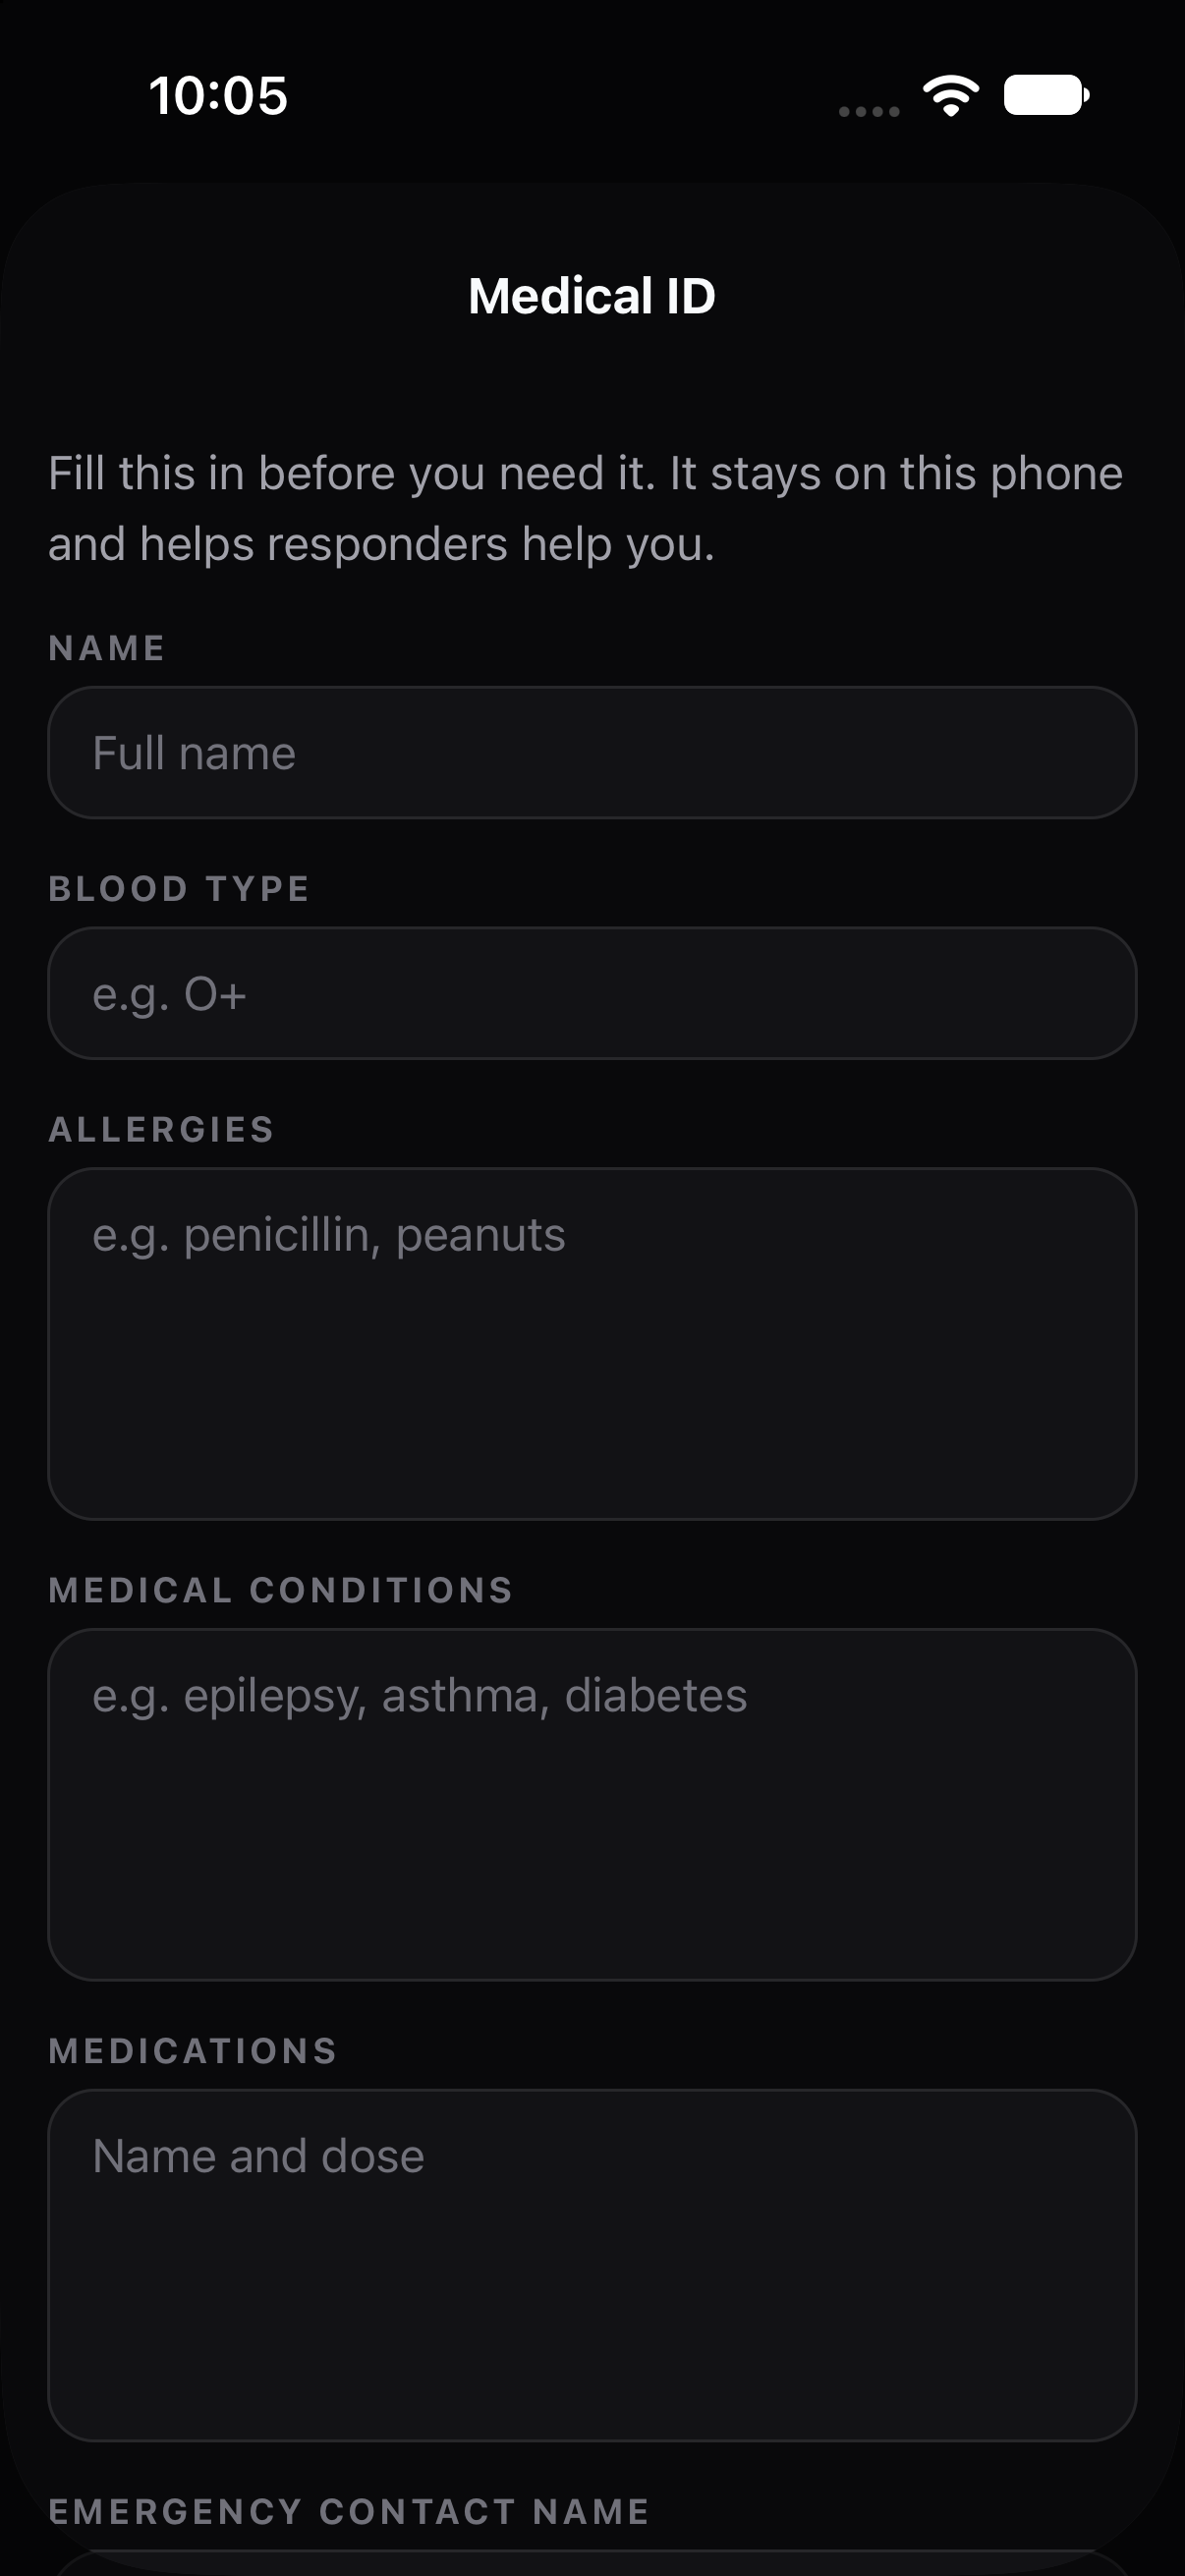 10:05
Medical ID
Fill this in before you need it. It stays on this phone
and helps responders help you.
NAME
Full name
BLOOD TYPE
e.g. O+
ALLERGIES
e.g. penicillin, peanuts
MEDICAL CONDITIONS
e.g. epilepsy, asthma, diabetes
MEDICATIONS
Name and dose
EMERGENCY CONTACT NAME